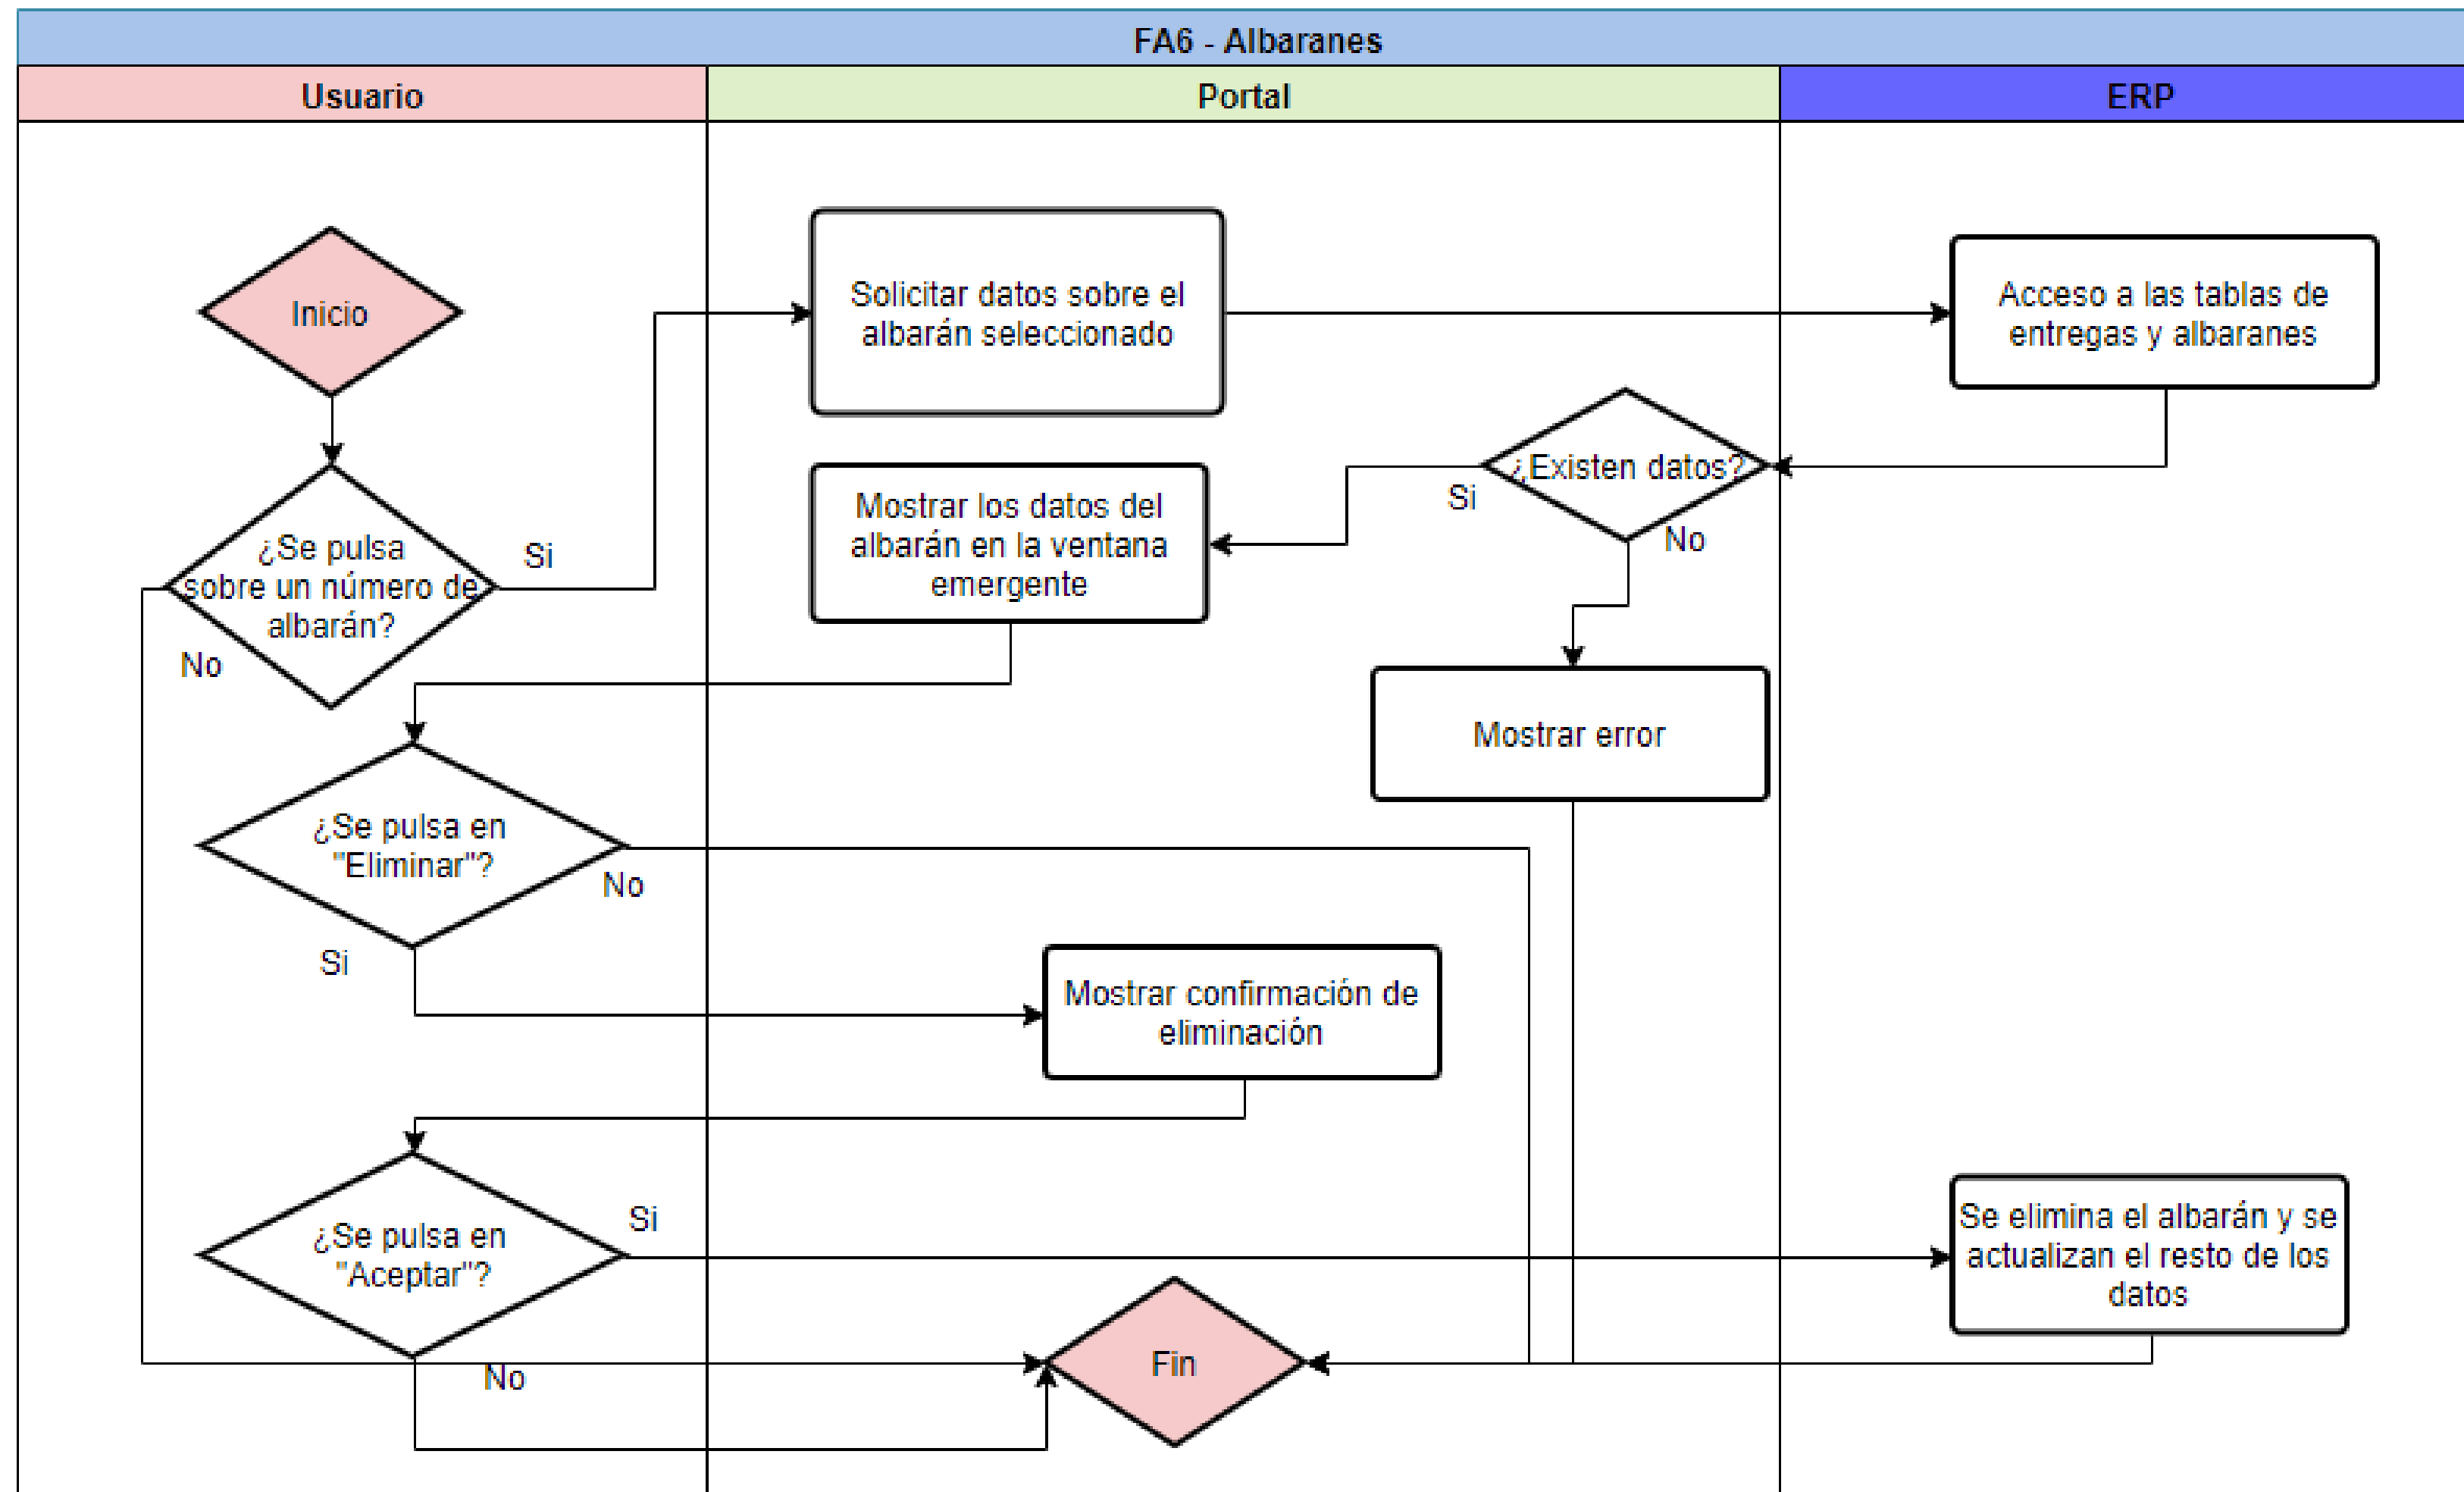 FA6 - Albaranes
Usuario
Portal
ERP
Inicio
Solicitar datos sobre el
albarán seleccionado
Acceso a las tablas de
entregas y albaranes
¿Existen datos?
Si
No
Mostrar los datos del
albarán en la ventana
emergente
¿Se pulsa
sobre un número de
albarán?
Si
No
Mostrar error
¿Se pulsa en
"Eliminar"?
No
Si
Mostrar confirmación de
eliminación
¿Se pulsa en
"Aceptar"?
Si
No
Se elimina el albarán y se
actualizan el resto de los
datos
Fin